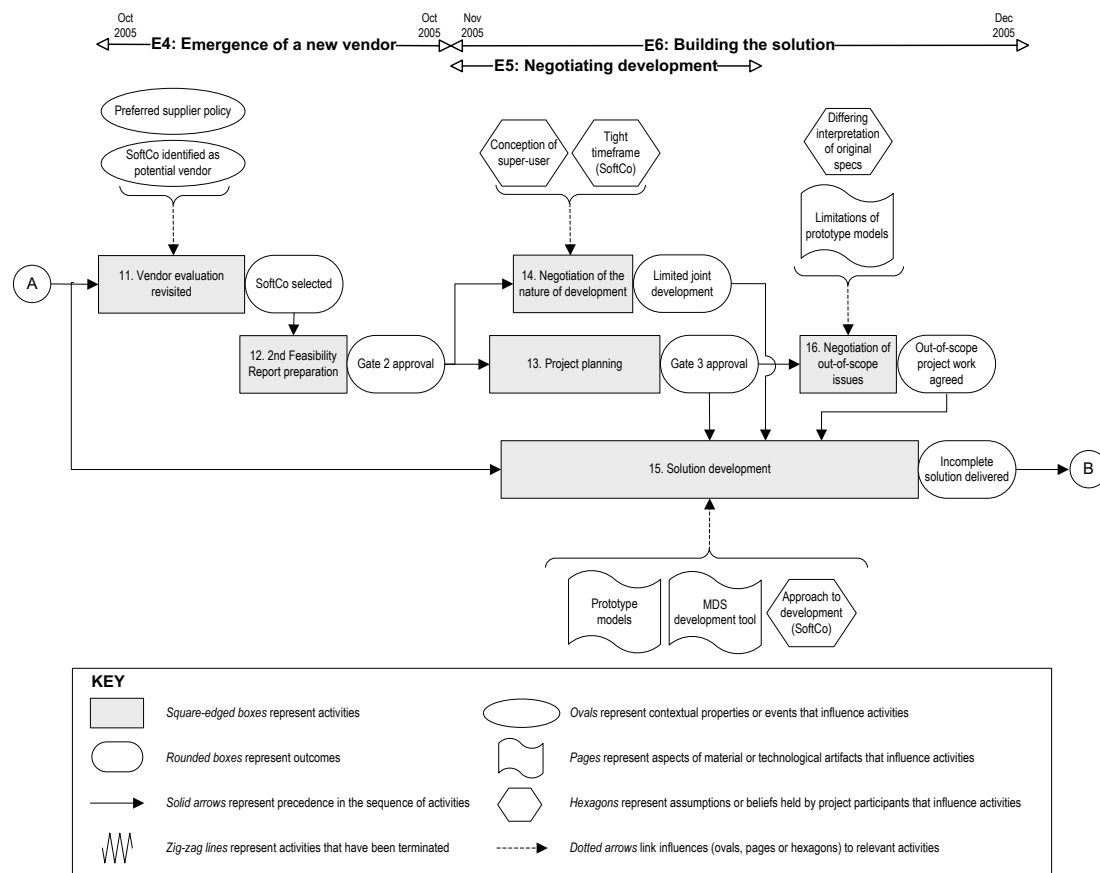 Oct
2005
Oct
2005
Nov
2005
Dec
2005
E4: Emergence of a new vendor
E6: Building the solution
E5: Negotiating development
Preferred supplier policy
SoftCo identified as
potential vendor
Conception of
super-user
Tight
timeframe
(SoftCo)
Differing
interpretation
of original
specs
Limitations of
prototype models
A
11. Vendor evaluation
revisited
SoftCo selected
14. Negotiation of the
nature of development
Limited joint
development
12. 2nd Feasibility
Report preparation
Gate 2 approval
13. Project planning
Gate 3 approval
16. Negotiation of
out-of-scope
issues
Out-of-scope
project work
agreed
15. Solution development
Incomplete
solution delivered
B
Prototype
models
MDS
development tool
Approach to
development
(SoftCo)
KEY
Square-edged boxes represent activities
Rounded boxes represent outcomes
Solid arrows represent precedence in the sequence of activities
Zig-zag lines represent activities that have been terminated
Ovals represent contextual properties or events that influence activities
Pages represent aspects of material or technological artifacts that influence activities
Hexagons represent assumptions or beliefs held by project participants that influence activities
Dotted arrows link influences (ovals, pages or hexagons) to relevant activities